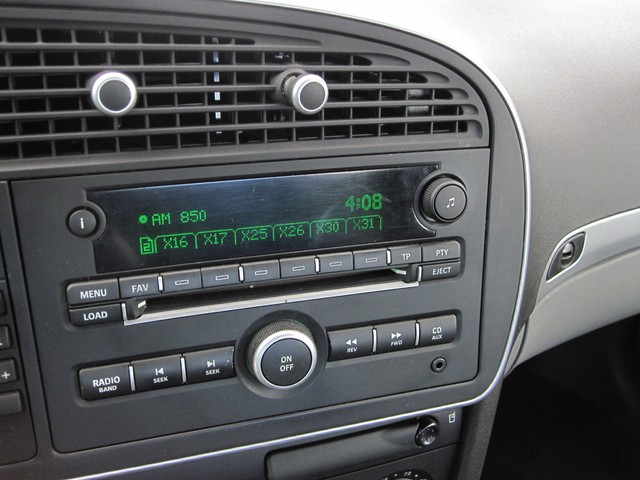 4:08
AM 850
i
2 X16 X17 X25 X26 X30 X31
MENU FAV TP PTY
LOAD EJECT
RADIO BAND SEEK SEEK ON OFF REV FWD CD AUX